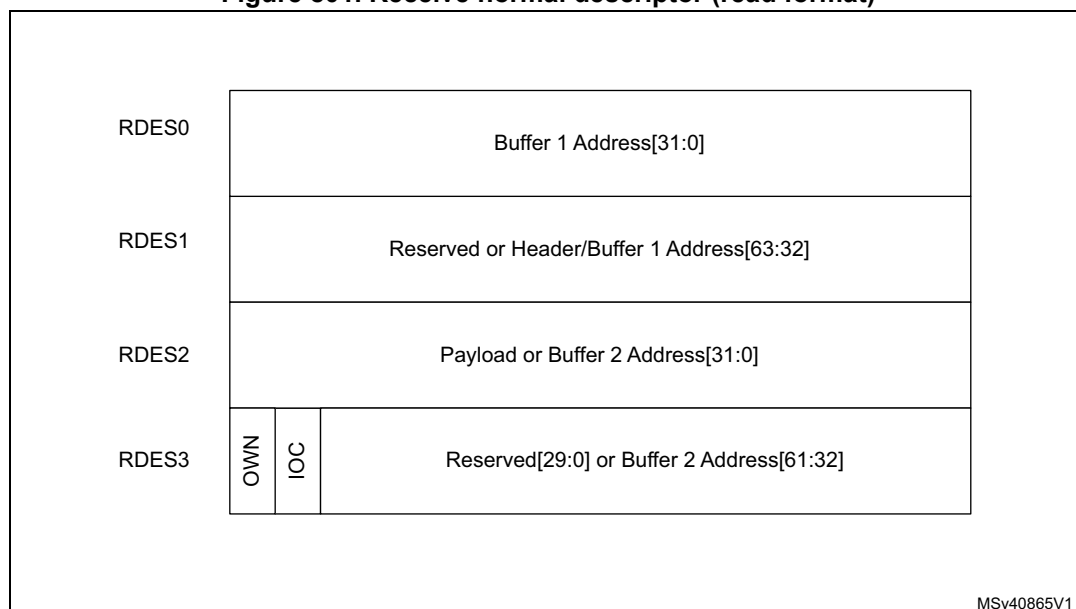 RDES0
Buffer 1 Address[31:0]
RDES1
Reserved or Header/Buffer 1 Address[63:32]
RDES2
Payload or Buffer 2 Address[31:0]
RDES3
OWN
IOC
Reserved[29:0] or Buffer 2 Address[61:32]
MSv40865V1